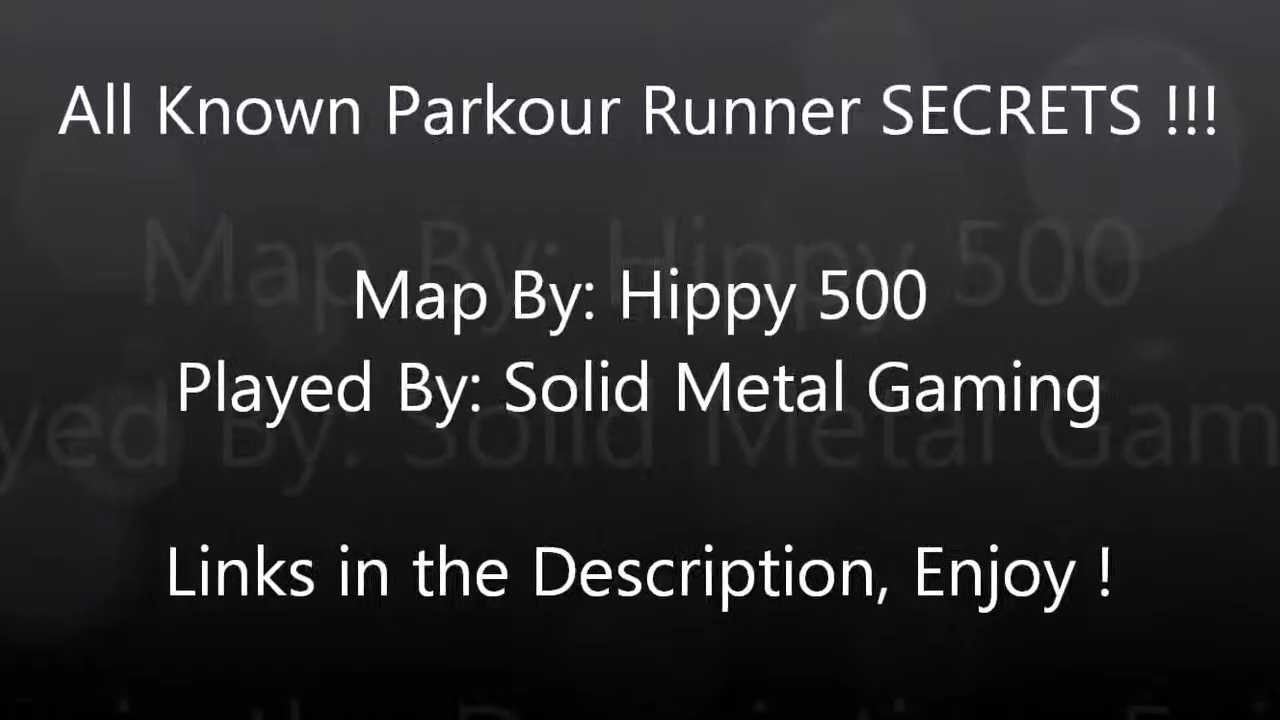 All Known Parkour Runner SECRETS !!!
Map By: Hippy 500
Played By: Solid Metal Gaming
Links in the Description, Enjoy !